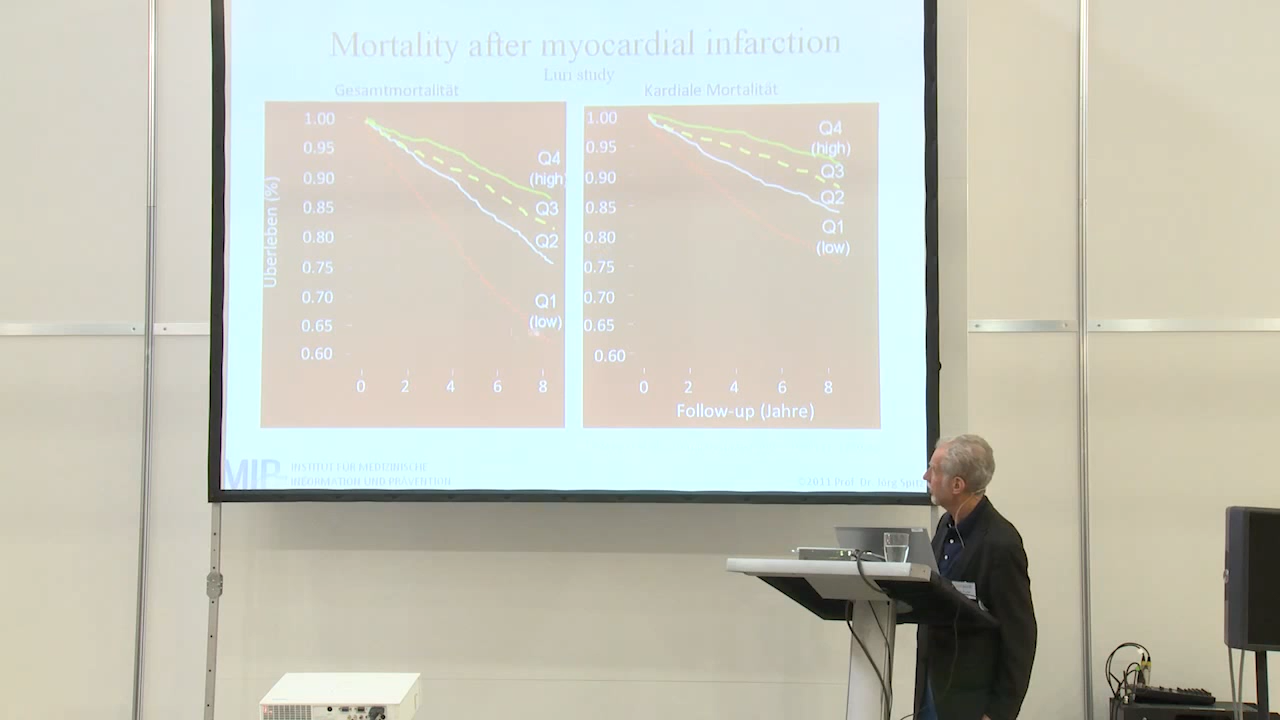 Mortality after myocardial infarction
Luri study
Gesamtmortalität
Kardiale Mortalität
Überleben (%)
1.00
0.95
0.90
0.85
0.80
0.75
0.70
0.65
0.60
0 2 4 6 8
Q4
(high)
Q3
Q2
Q1
(low)
1.00
0.95
0.90
0.85
0.80
0.75
0.70
0.65
0.60
0 2 4 6 8
Q4
(high)
Q3
Q2
Q1
(low)
Follow-up (Jahre)
MIP
INSTITUT FÜR MEDIZINISCHE
INFORMATION UND PRÄVENTION
©2011 Prof. Dr. Jörg Spitz